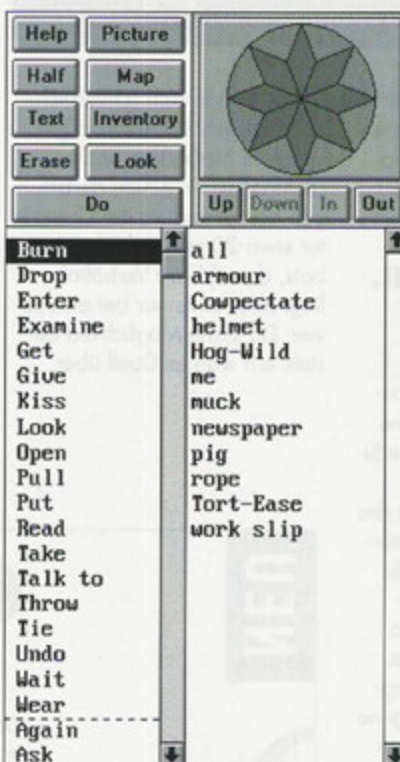 Help Picture
Half Map
Text Inventory
Erase Look
Do
Up Down In Out
Burn
Drop
Enter
Examine
Get
Give
Kiss
Look
Open
Pull
Put
Read
Take
Talk to
Throw
Tie
Undo
Wait
Wear
Again
Ask
all
armour
Cowpectate
helmet
Hog-Wild
me
muck
newspaper
pig
rope
Tort-Ease
work slip